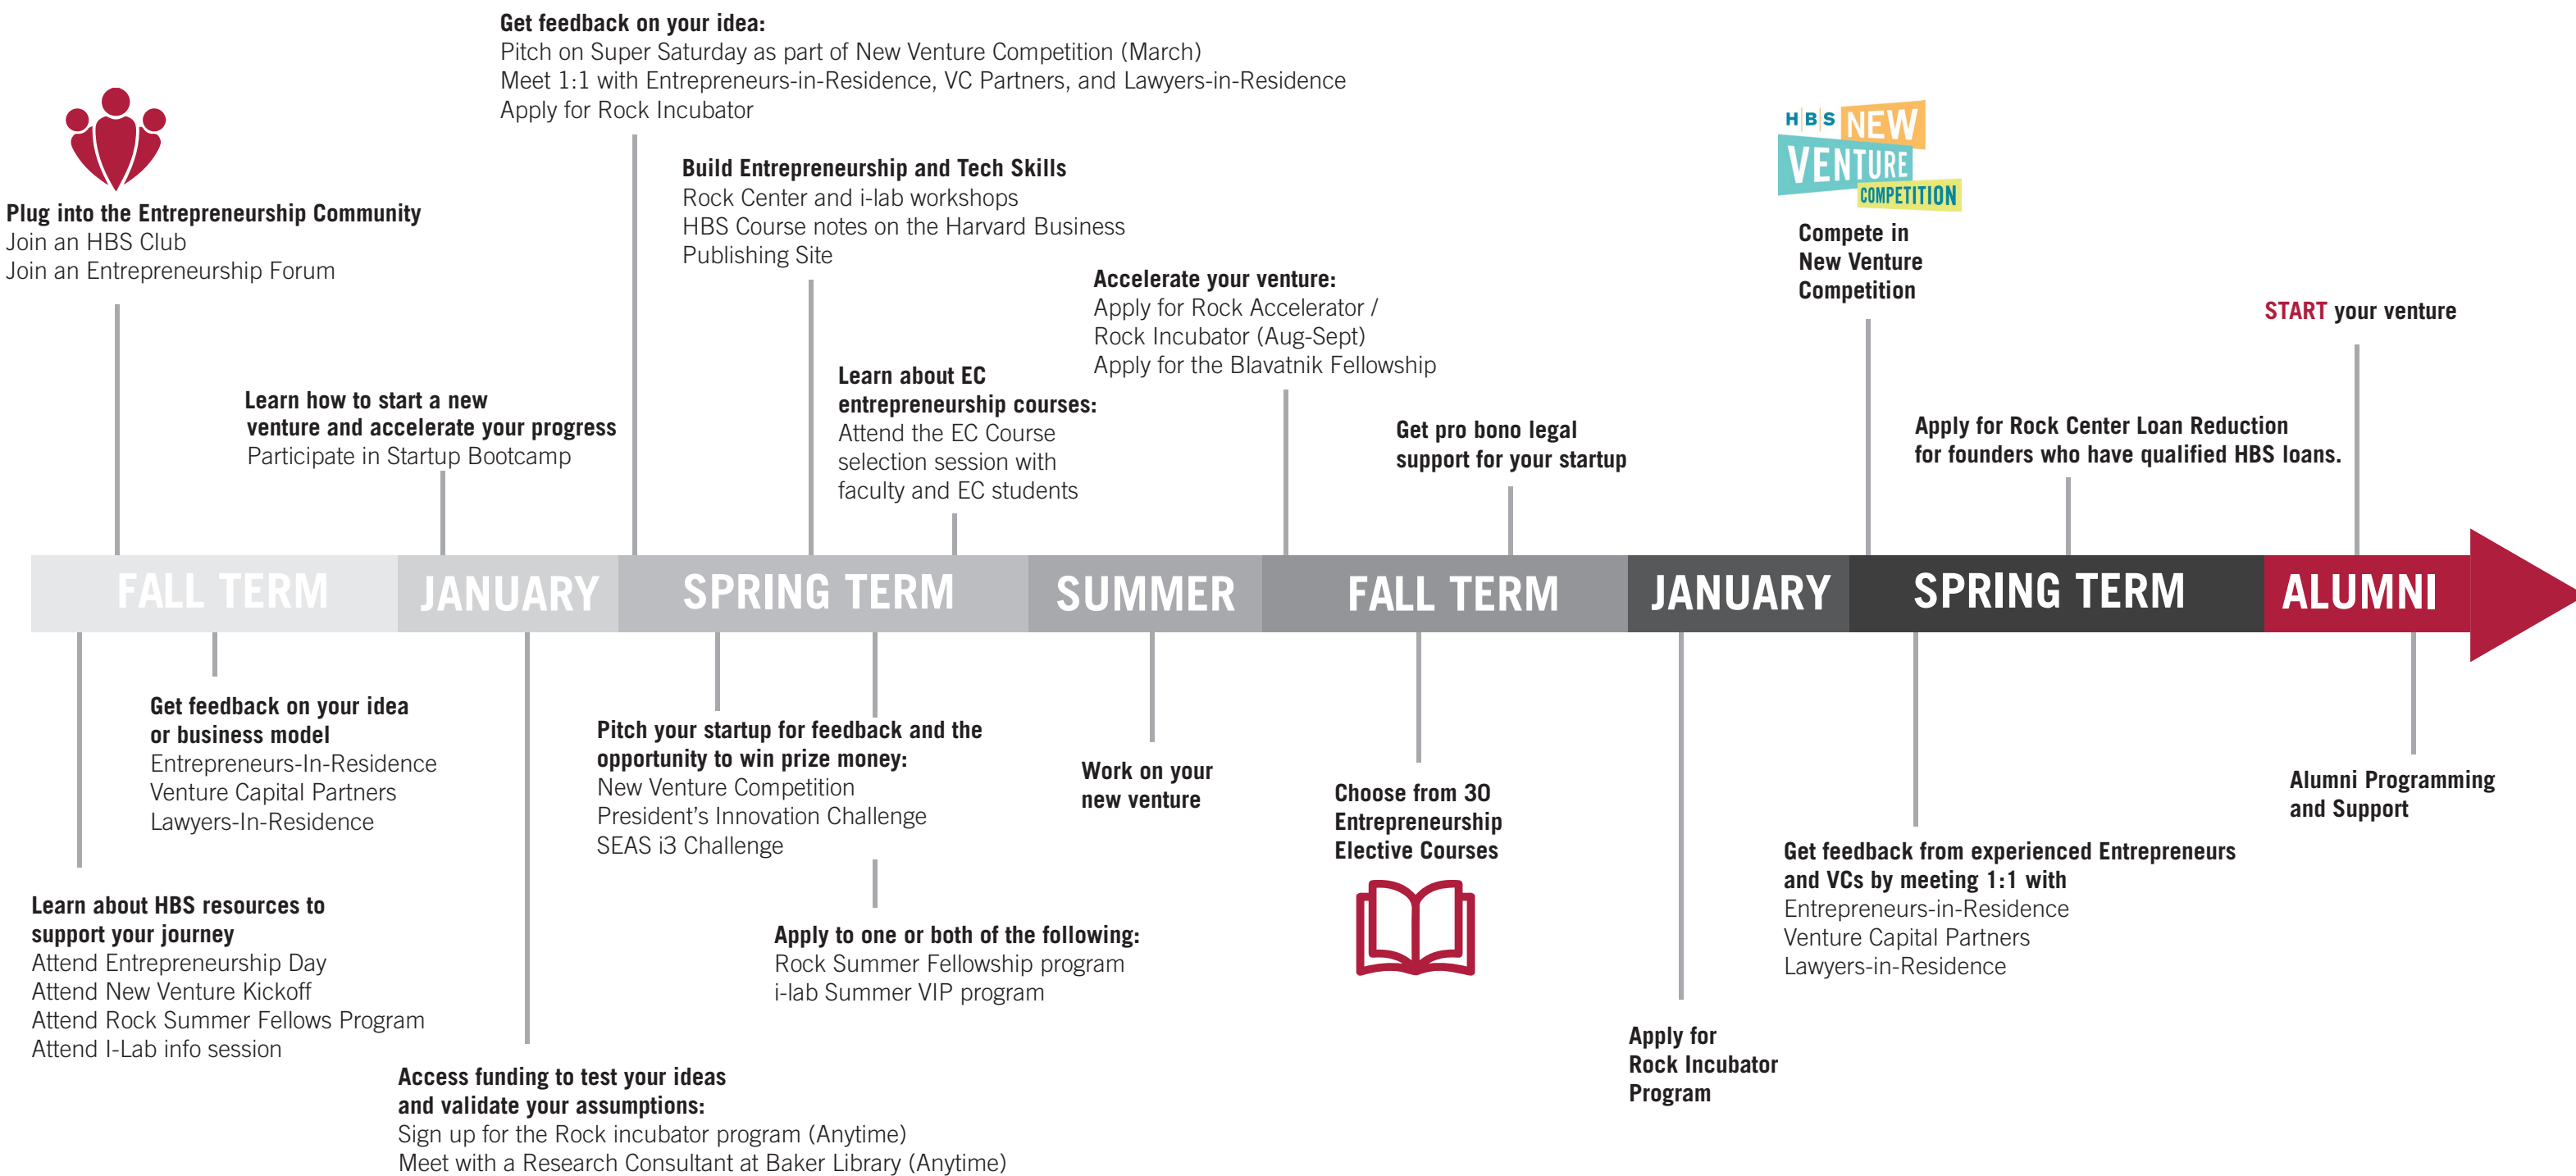 Get feedback on your idea:
Pitch on Super Saturday as part of New Venture Competition (March)
Meet 1:1 with Entrepreneurs-in-Residence, VC Partners, and Lawyers-in-Residence
Apply for Rock Incubator
Plug into the Entrepreneurship Community
Join an HBS Club
Join an Entrepreneurship Forum
Build Entrepreneurship and Tech Skills
Rock Center and i-lab workshops
HBS Course notes on the Harvard Business
Publishing Site
HBS NEW
VENTURE
COMPETITION
Compete in
New Venture
Competition
Accelerate your venture:
Apply for Rock Accelerator /
Rock Incubator (Aug-Sept)
Apply for the Blavatnik Fellowship
START your venture
Learn how to start a new
venture and accelerate your progress
Participate in Startup Bootcamp
Learn about EC
entrepreneurship courses:
Attend the EC Course
selection session with
faculty and EC students
Get pro bono legal
support for your startup
Apply for Rock Center Loan Reduction
for founders who have qualified HBS loans.
FALL TERM
JANUARY
SPRING TERM
SUMMER
FALL TERM
JANUARY
SPRING TERM
ALUMNI
Get feedback on your idea
or business model
Entrepreneurs-In-Residence
Venture Capital Partners
Lawyers-In-Residence
Learn about HBS resources to
support your journey
Attend Entrepreneurship Day
Attend New Venture Kickoff
Attend Rock Summer Fellows Program
Attend I-Lab info session
Access funding to test your ideas
and validate your assumptions:
Sign up for the Rock incubator program (Anytime)
Meet with a Research Consultant at Baker Library (Anytime)
Pitch your startup for feedback and the
opportunity to win prize money:
New Venture Competition
President's Innovation Challenge
SEAS i3 Challenge
Apply to one or both of the following:
Rock Summer Fellowship program
i-lab Summer VIP program
Work on your
new venture
Choose from 30
Entrepreneurship
Elective Courses
Apply for
Rock Incubator
Program
Get feedback from experienced Entrepreneurs
and VCs by meeting 1:1 with
Entrepreneurs-in-Residence
Venture Capital Partners
Lawyers-in-Residence
Alumni Programming
and Support